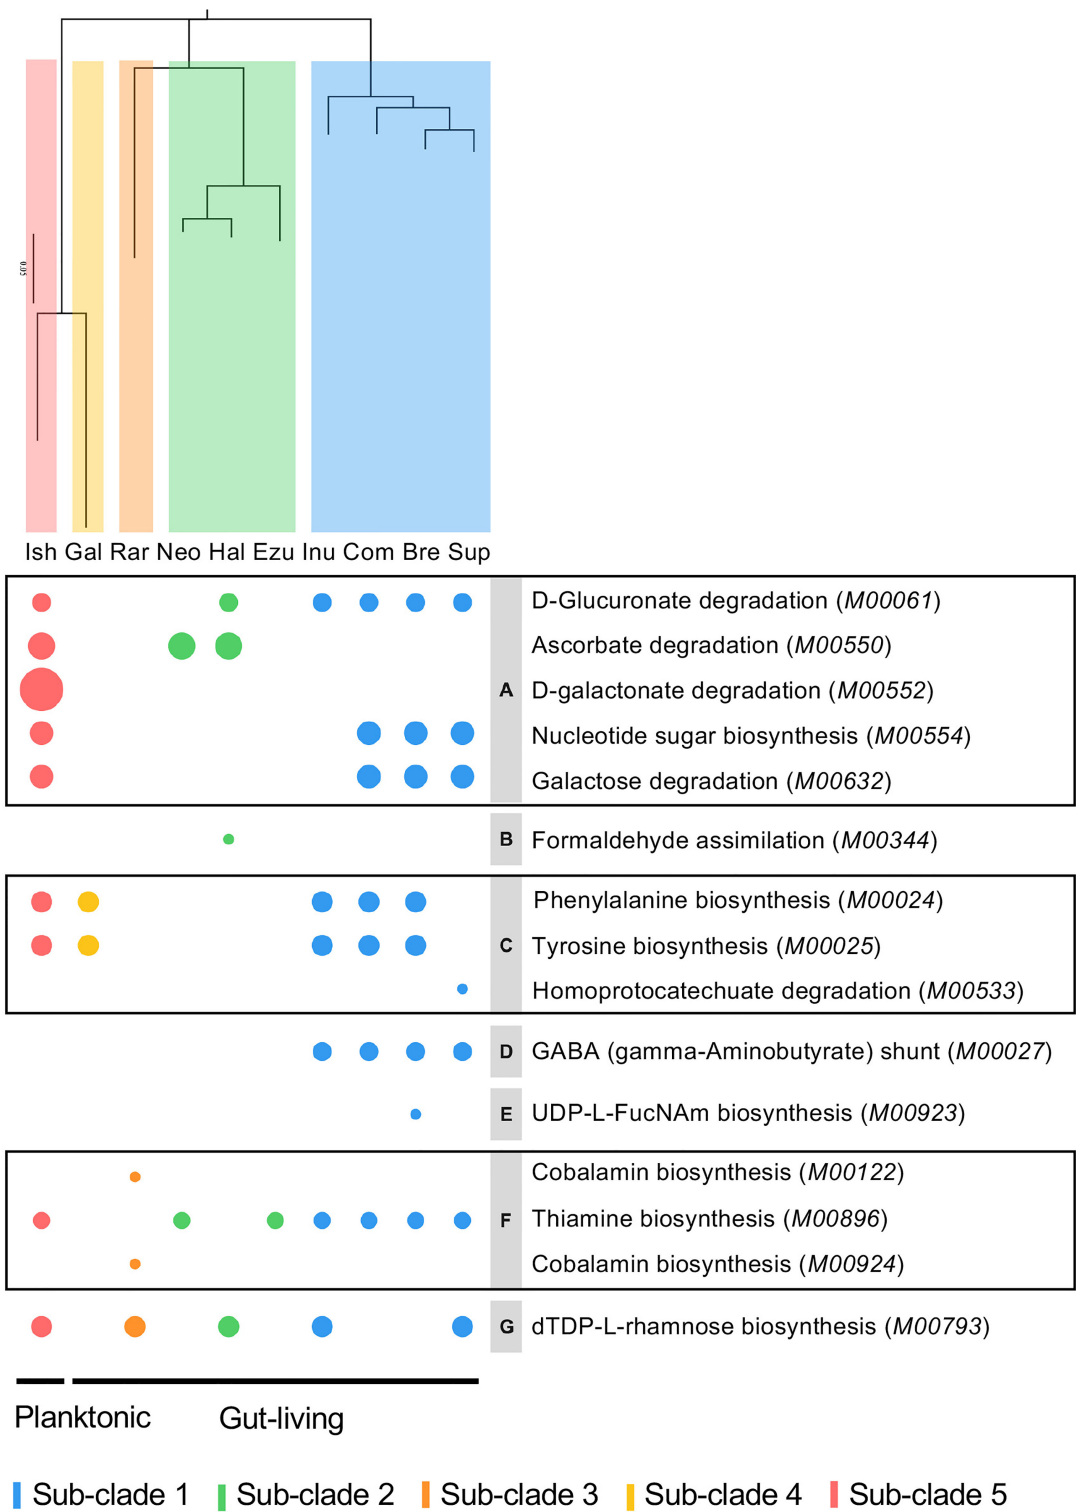 0.05
Ish Gal Rar Neo Hal Ezu Inu Com Bre Sup
D-Glucuronate degradation (M00061)
Ascorbate degradation (M00550)
A D-galactonate degradation (M00552)
Nucleotide sugar biosynthesis (M00554)
Galactose degradation (M00632)
B Formaldehyde assimilation (M00344)
Phenylalanine biosynthesis (M00024)
C Tyrosine biosynthesis (M00025)
Homoprotocatechuate degradation (M00533)
D GABA (gamma-Aminobutyrate) shunt (M00027)
E UDP-L-FucNAm biosynthesis (M00923)
Cobalamin biosynthesis (M00122)
F Thiamine biosynthesis (M00896)
Cobalamin biosynthesis (M00924)
G dTDP-L-rhamnose biosynthesis (M00793)
Planktonic Gut-living
Sub-clade 1 Sub-clade 2 Sub-clade 3 Sub-clade 4 Sub-clade 5